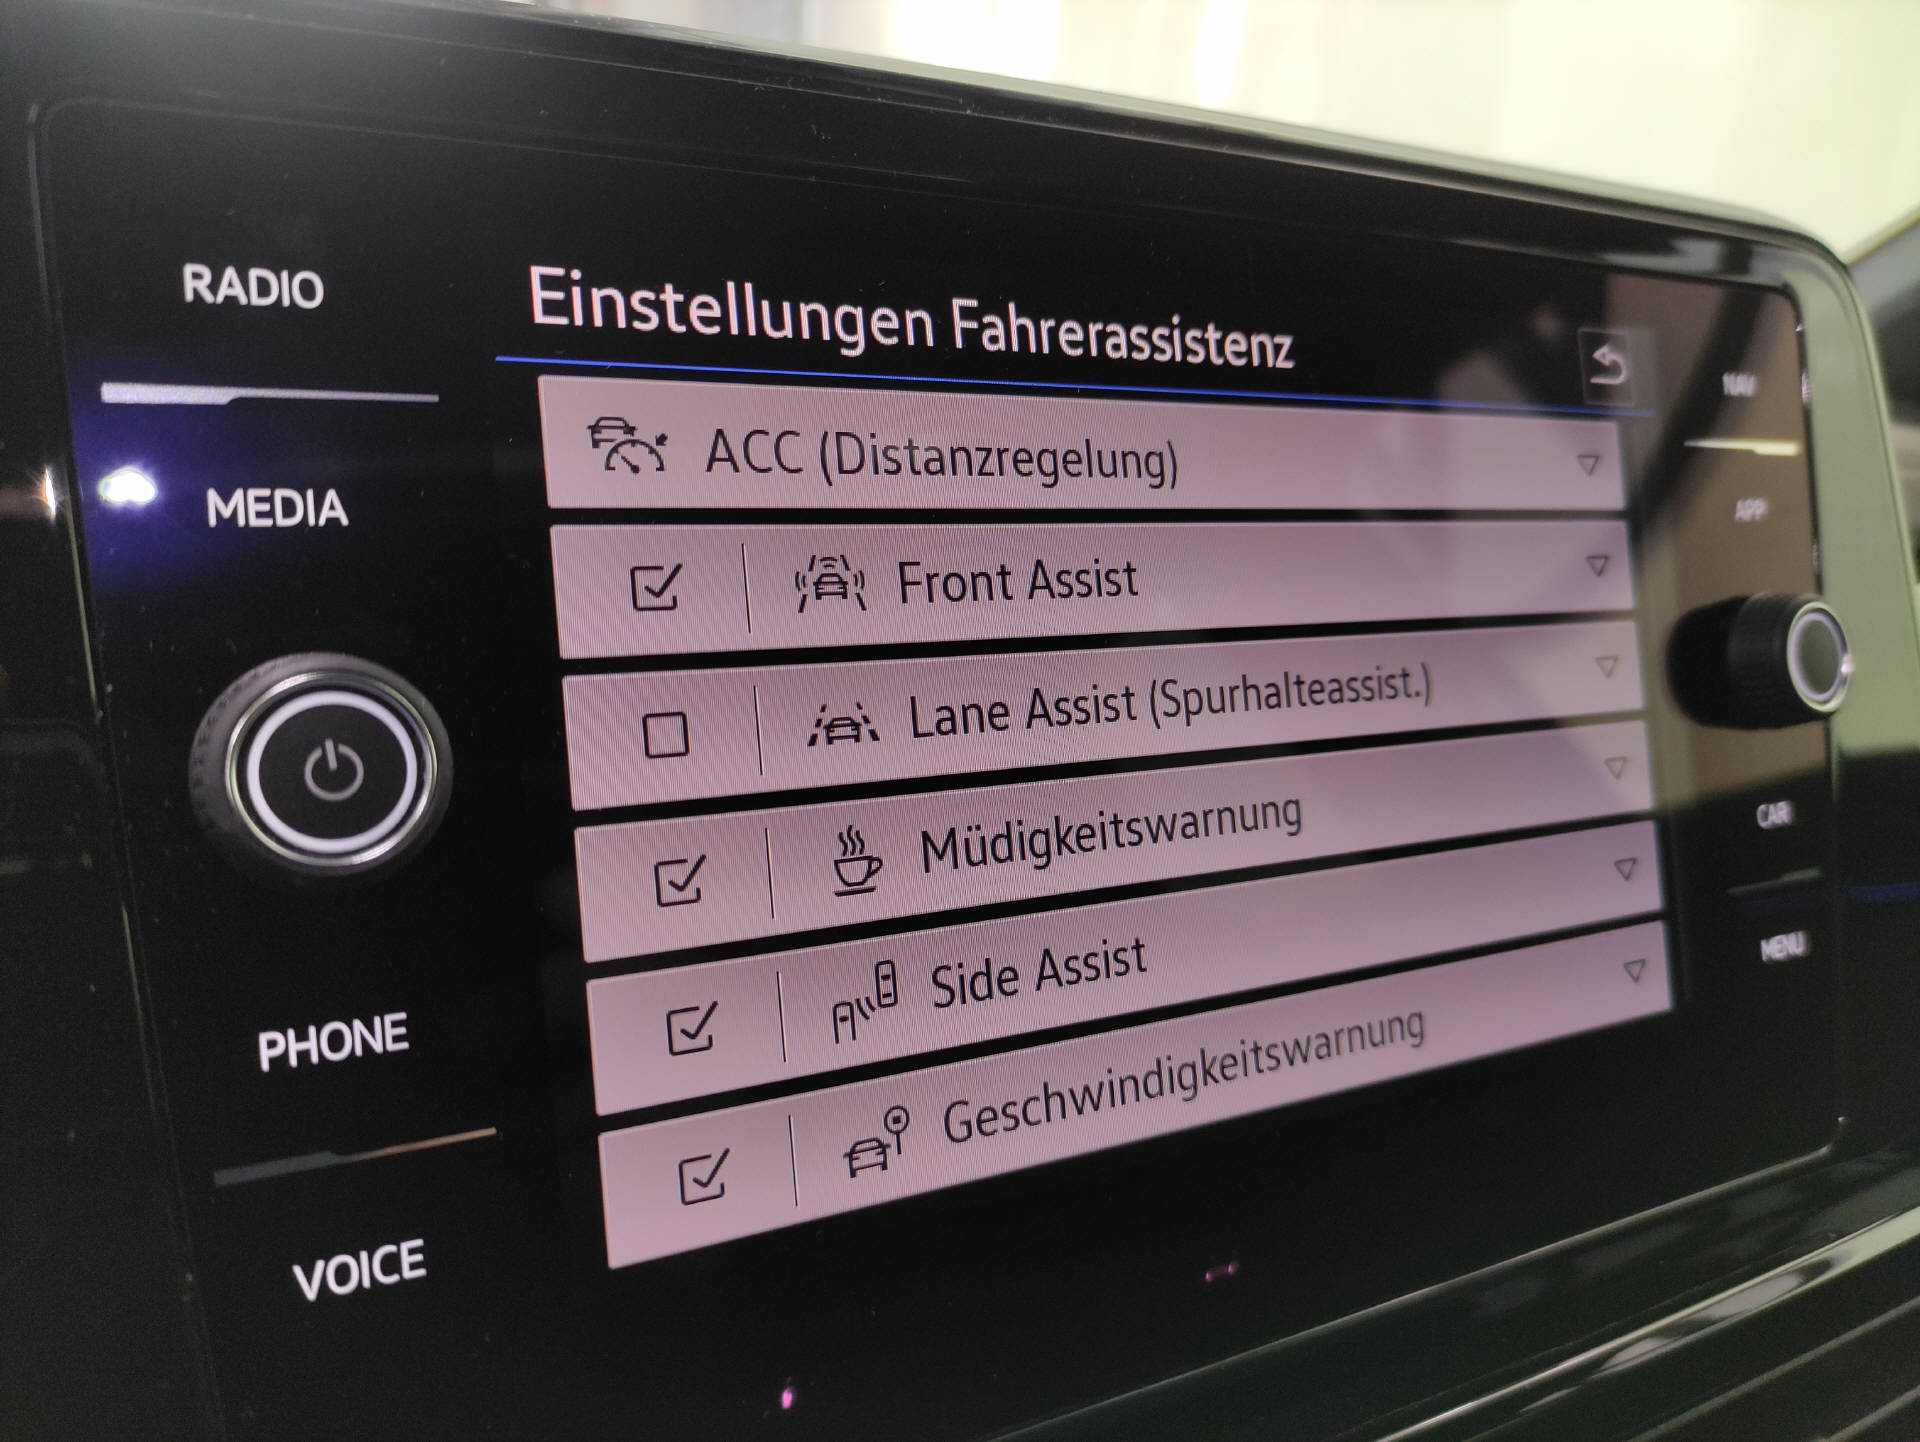 RADIO
MEDIA
PHONE
VOICE
Einstellungen Fahrerassistenz
ACC (Distanzregelung)
Front Assist
Lane Assist (Spurhalteassist.)
Müdigkeitswarnung
Side Assist
Geschwindigkeitswarnung
NAV
APP
CAR
MENU